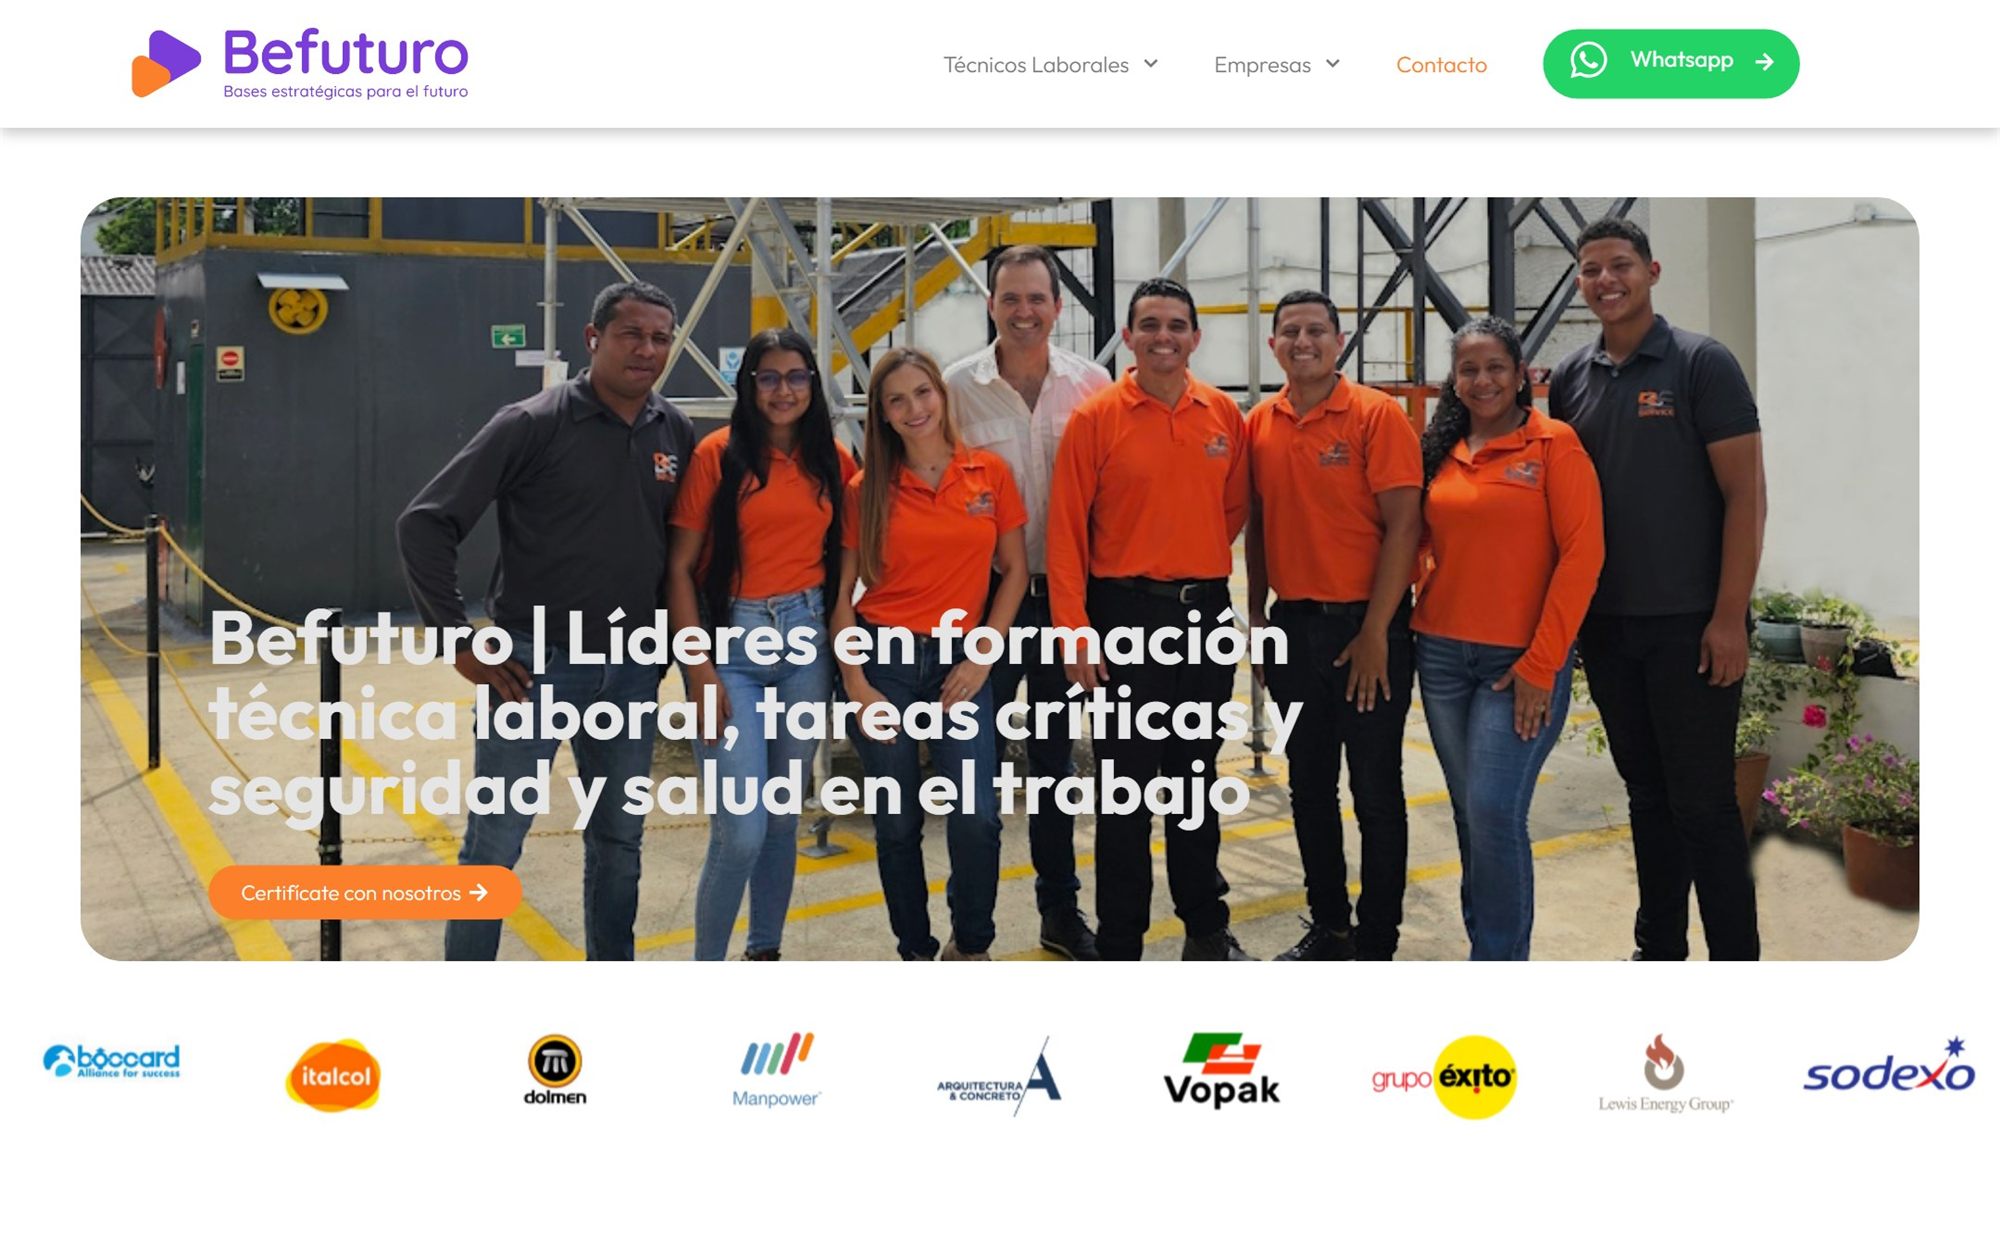 Befuturo
Bases estratégicas para el futuro
Técnicos Laborales
Empresas
Contacto
Whatsapp
Befuturo | Líderes en formación
técnica laboral, tareas críticas y
seguridad y salud en el trabajo
Certifícate con nosotros
boccard
Alliance for success
italcol
dolmen
Manpower
ARQUITECTURA
& CONCRETO
Vopak
grupo éxito
Lewis Energy Group
sodexo